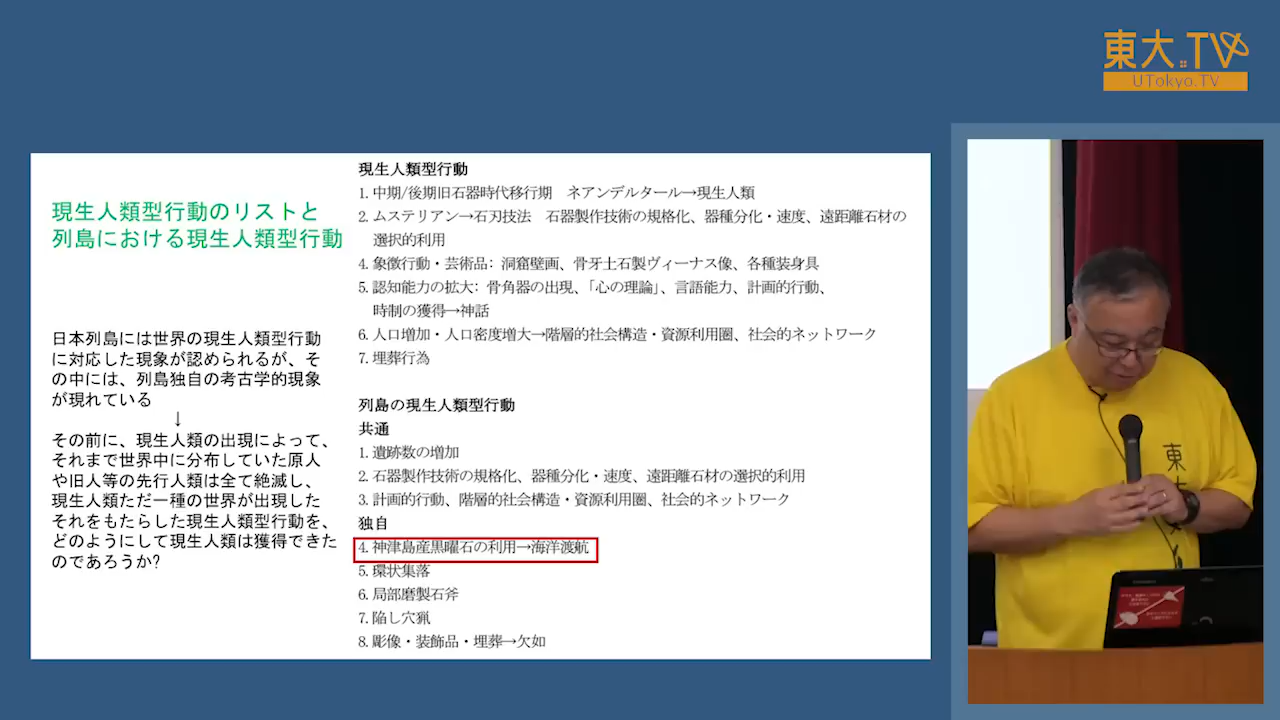 東大.TV
UTokyo.TV
現生人類型行動のリストと
列島における現生人類型行動
日本列島には世界の現生人類型行動
に対応した現象が認められるが、そ
の中には、列島独自の考古学的現象
が現れている
↓
その前に、現生人類の出現によって、
それまで世界中に分布していた原人
や旧人等の先行人類は全て絶滅し、
現生人類ただ一種の世界が出現した
それをもたらした現生人類型行動を、
どのようにして現生人類は獲得できた
のであろうか?
現生人類型行動
1. 中期/後期旧石器時代移行期 ネアンデルタール→現生人類
2. ムステリアン→石刃技法 石器製作技術の規格化、器種分化・速度、遠距離石材の
選択的利用
4. 象徴行動・芸術品: 洞窟壁画、骨牙土石製ヴィーナス像、各種装身具
5. 認知能力の拡大: 骨角器の出現、「心の理論」、言語能力、計画的行動、
時制の獲得→神話
6. 人口増加・人口密度増大→階層的社会構造・資源利用圏、社会的ネットワーク
7. 埋葬行為
列島の現生人類型行動
共通
1. 遺跡数の増加
2. 石器製作技術の規格化、器種分化・速度、遠距離石材の選択的利用
3. 計画的行動、階層的社会構造・資源利用圏、社会的ネットワーク
独自
4. 神津島産黒曜石の利用→海洋渡航
5. 環状集落
6. 局部磨製石斧
7. 陥し穴猟
8. 彫像・装飾品・埋葬→欠如
東
大